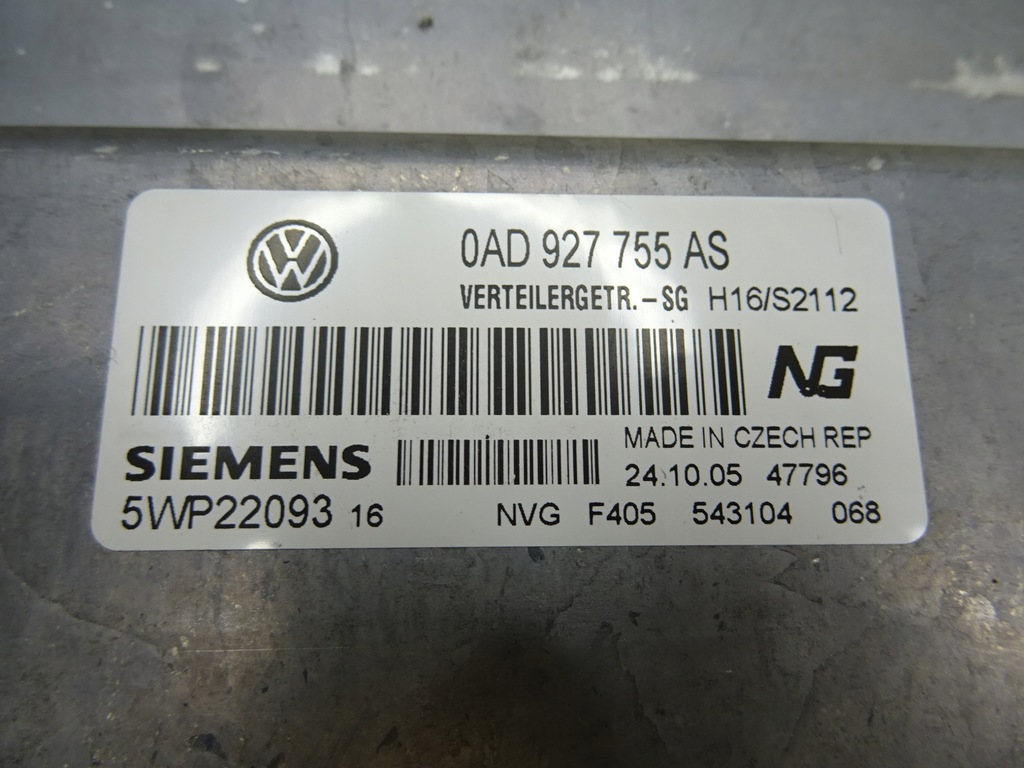 0AD 927 755 AS
VERTEILERGETR.-SG H16/S2112
NG
SIEMENS
MADE IN CZECH REP
24.10.05 47796
5WP22093 16
NVG F405 543104 068